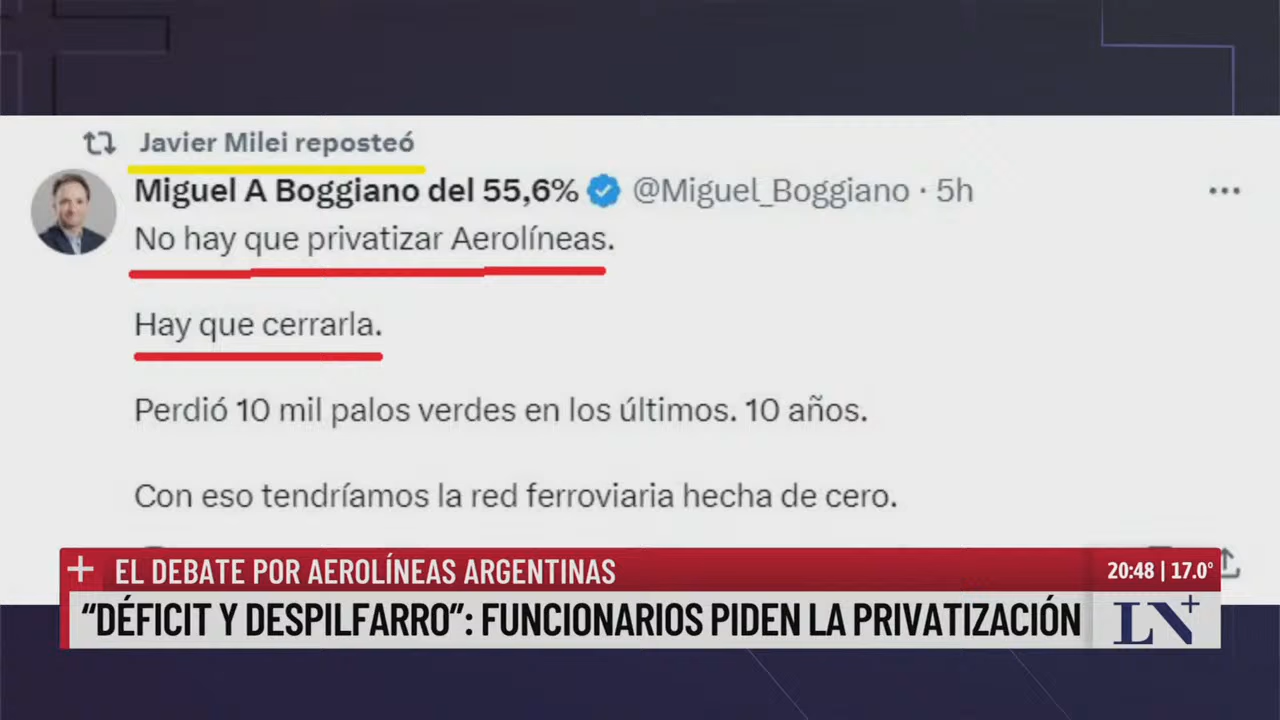 Javier Milei reposteó
Miguel A Boggiano del 55,6% @Miguel_Boggiano · 5h
No hay que privatizar Aerolíneas.
Hay que cerrarla.
Perdió 10 mil palos verdes en los últimos. 10 años.
Con eso tendríamos la red ferroviaria hecha de cero.
+ EL DEBATE POR AEROLÍNEAS ARGENTINAS
20:48 | 17.0°
“DÉFICIT Y DESPILFARRO”: FUNCIONARIOS PIDEN LA PRIVATIZACIÓN
LN+